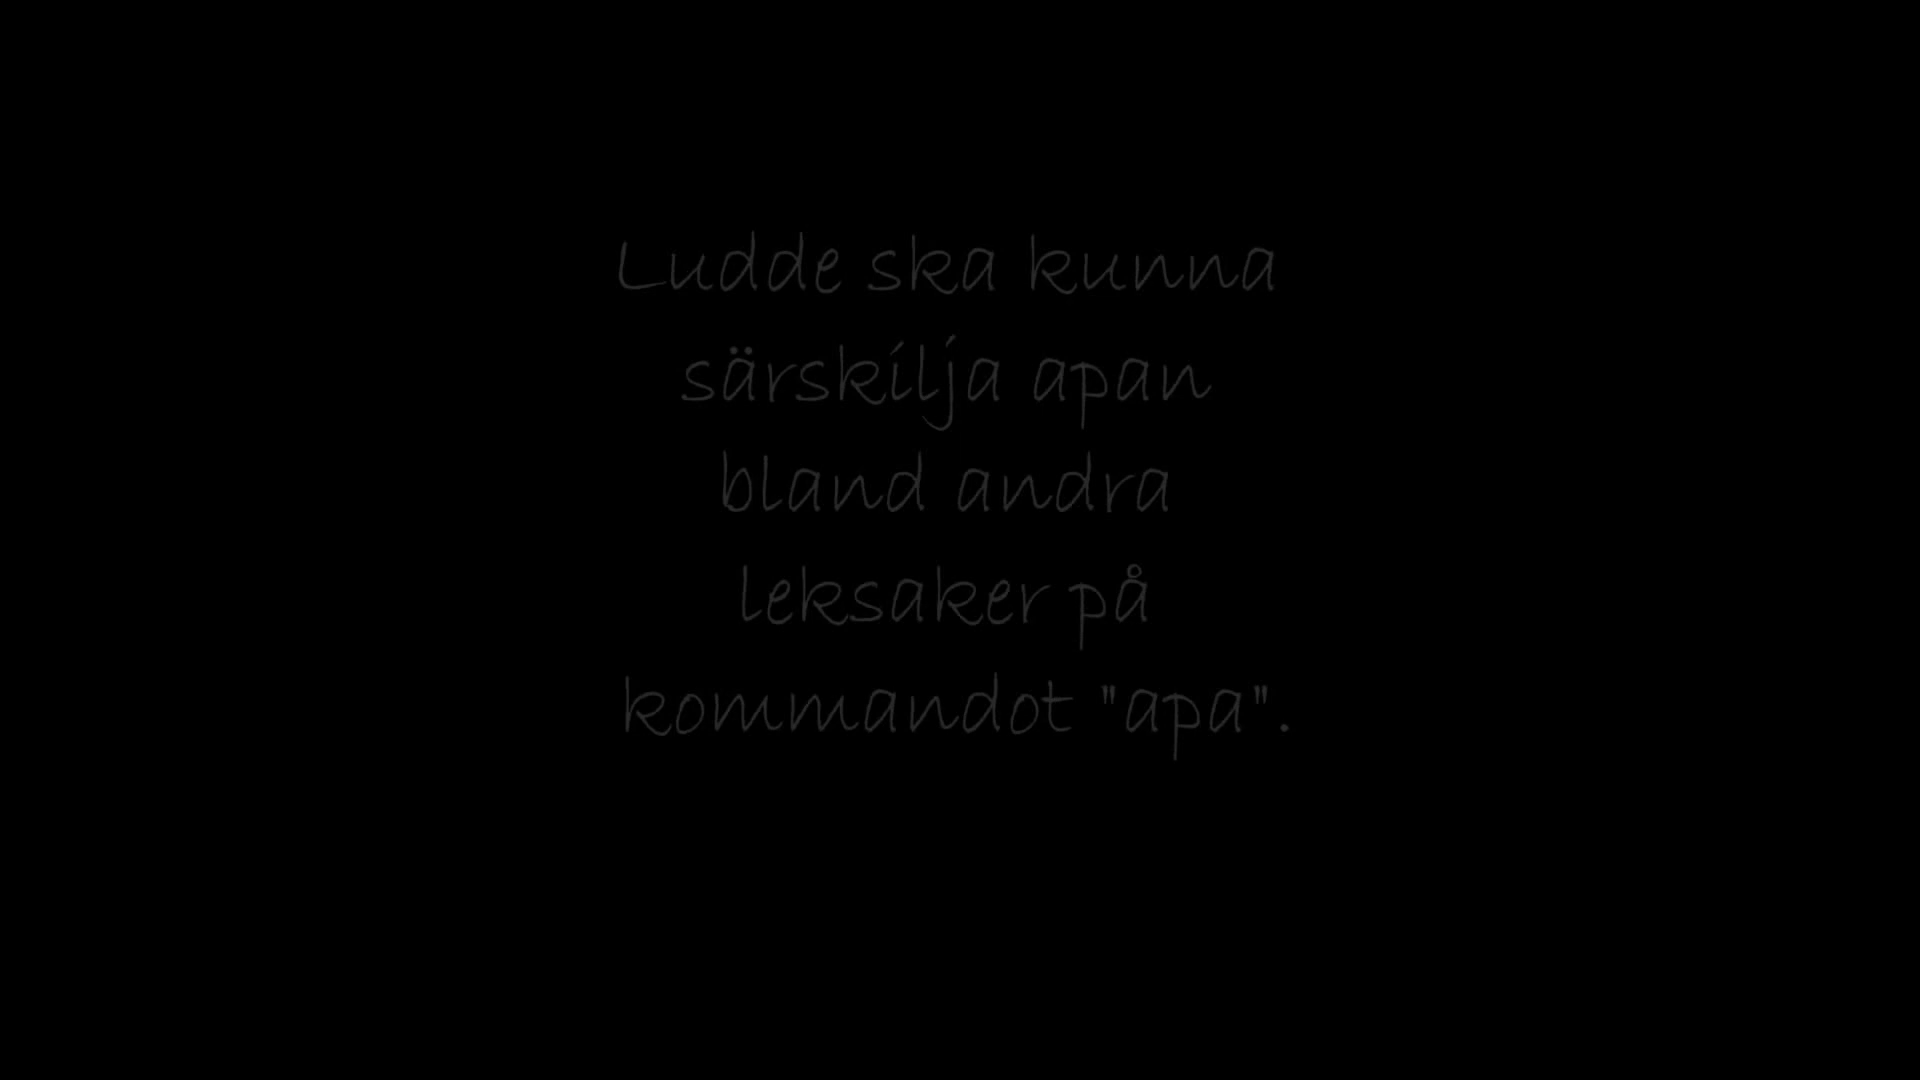 Ludde ska kunna
särskilja apan
bland andra
leksaker på
kommandot "apa".